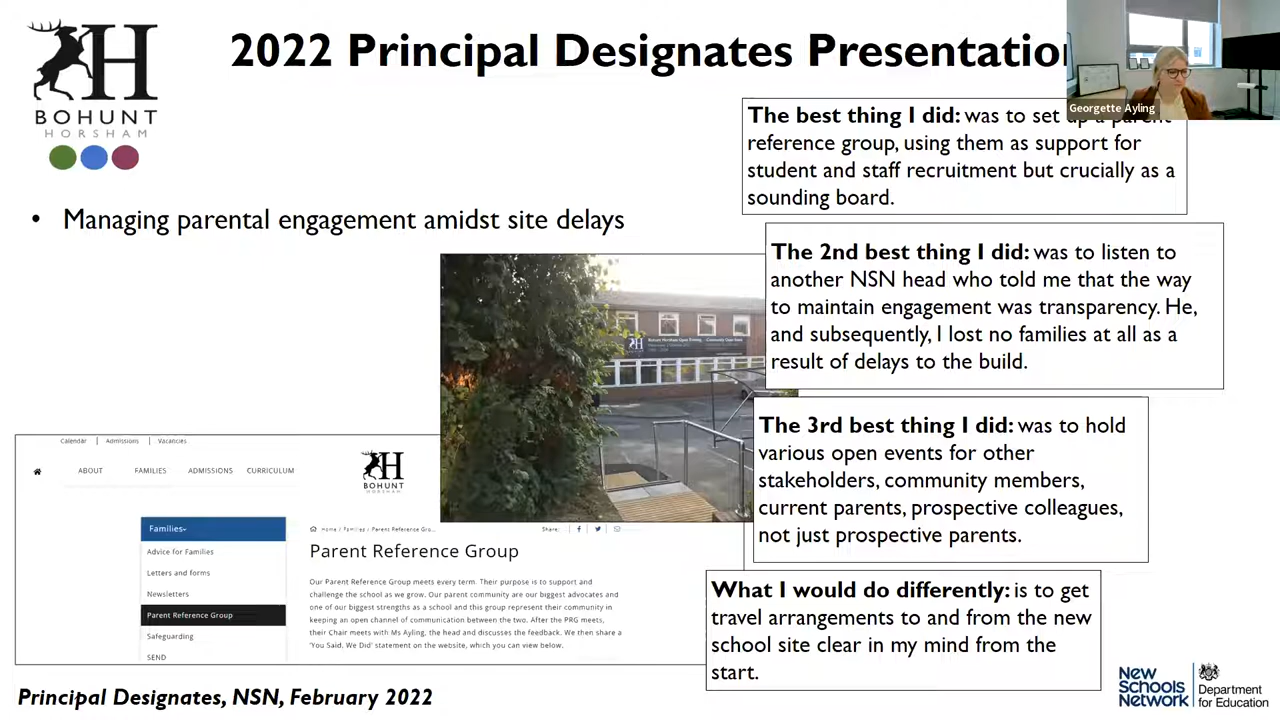 H
BOHUNT
HORSHAM
2022 Principal Designates Presentation
Georgette Ayling
The best thing I did: was to set up a parent
reference group, using them as support for
student and staff recruitment but crucially as a
sounding board.
• Managing parental engagement amidst site delays
The 2nd best thing I did: was to listen to
another NSN head who told me that the way
to maintain engagement was transparency. He,
and subsequently, I lost no families at all as a
result of delays to the build.
The 3rd best thing I did: was to hold
various open events for other
stakeholders, community members,
current parents, prospective colleagues,
not just prospective parents.
What I would do differently: is to get
travel arrangements to and from the new
school site clear in my mind from the
start.
Calendar | Admissions | Vacancies
ABOUT FAMILIES ADMISSIONS CURRICULUM
H
BOHUNT
HORSHAM
Families
Advice for Families
Letters and forms
Newsletters
Parent Reference Group
Safeguarding
SEND
Home / Families / Parent Reference Gro...
Share:
Parent Reference Group
Our Parent Reference Group meets every term. Their purpose is to support and
challenge the school as we grow. Our parent community are our biggest advocates and
one of our biggest strengths as a school and this group represent their community in
keeping an open channel of communication between the two. After the PRG meets,
their Chair meets with Ms Ayling, the head and discusses the feedback. We then share a
'You Said. We Did' statement on the website, which you can view below.
Principal Designates, NSN, February 2022
New
Schools
Network
Department
for Education